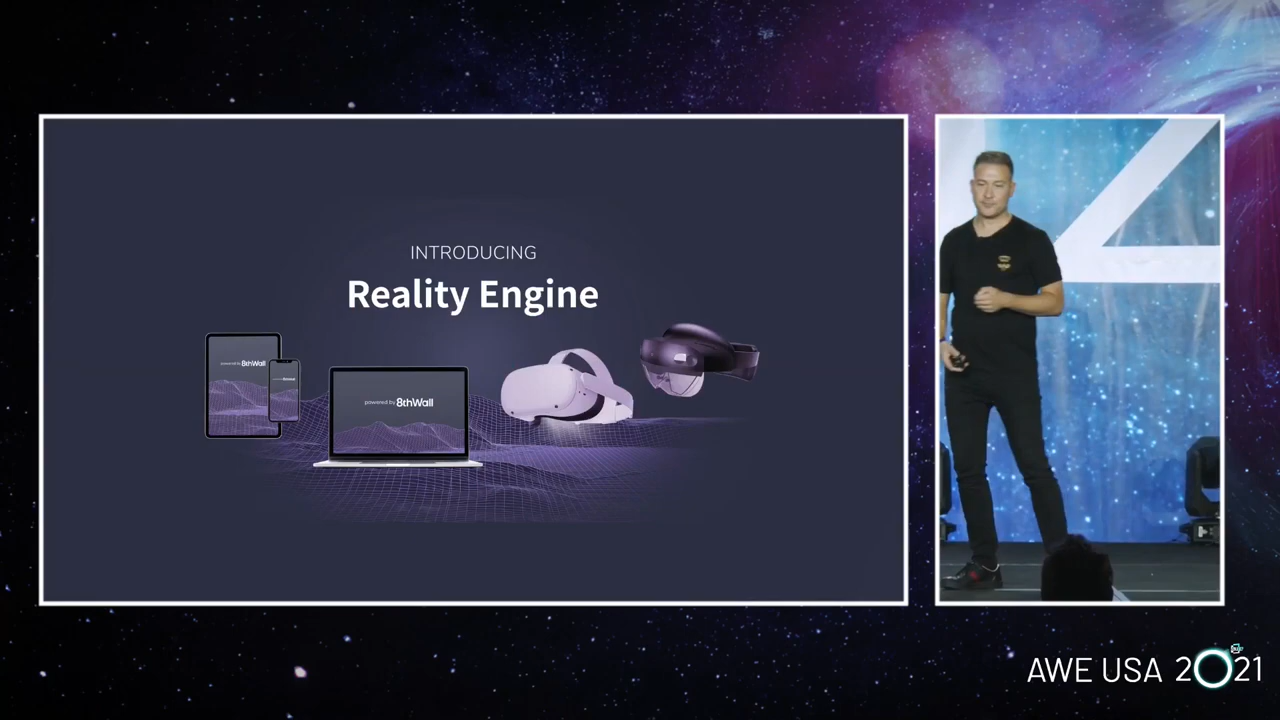 INTRODUCING
Reality Engine
powered by 8thWall
powered by 8thWall
AWE USA 2021